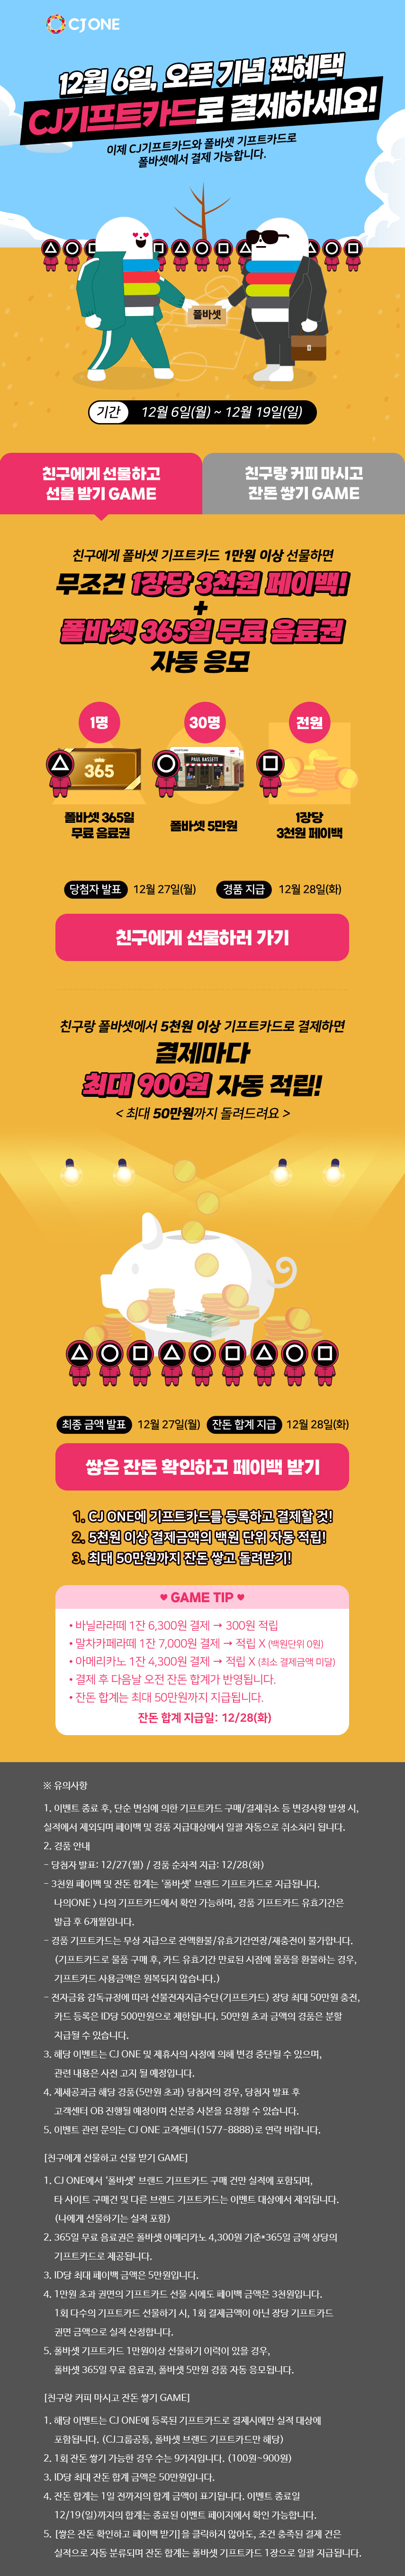 CJ ONE
12월 6일, 오픈 기념 찐혜택
CJ기프트카드로 결제하세요!
이제 CJ기프트카드와 폴바셋 기프트카드로
폴바셋에서 결제 가능합니다.
폴바셋
기간 12월 6일(월) ~ 12월 19일(일)
친구에게 선물하고
선물 받기 GAME
친구랑 커피 마시고
잔돈 쌓기 GAME
친구에게 폴바셋 기프트카드 1만원 이상 선물하면
무조건 1장당 3천원 페이백!
+
폴바셋 365일 무료 음료권
자동 응모
1명
30명
전원
365
PAUL BASSETT
폴바셋 365일
무료 음료권
폴바셋 5만원
1장당
3천원 페이백
당첨자 발표 12월 27일(월) 경품 지급 12월 28일(화)
친구에게 선물하러 가기
친구랑 폴바셋에서 5천원 이상 기프트카드로 결제하면
결제마다
최대 900원 자동 적립!
< 최대 50만원까지 돌려드려요 >
최종 금액 발표 12월 27일(월) 잔돈 합계 지급 12월 28일(화)
쌓은 잔돈 확인하고 페이백 받기
1. CJ ONE에 기프트카드를 등록하고 결제할 것!
2. 5천원 이상 결제금액의 백원 단위 자동 적립!
3. 최대 50만원까지 잔돈 쌓고 돌려받기!
♥ GAME TIP ♥
• 바닐라라떼 1잔 6,300원 결제 → 300원 적립
• 말차카페라떼 1잔 7,000원 결제 → 적립 X (백원단위 0원)
• 아메리카노 1잔 4,300원 결제 → 적립 X (최소 결제금액 미달)
• 결제 후 다음날 오전 잔돈 합계가 반영됩니다.
• 잔돈 합계는 최대 50만원까지 지급됩니다.
잔돈 합계 지급일: 12/28(화)
※ 유의사항
1. 이벤트 종료 후, 단순 변심에 의한 기프트카드 구매/결제취소 등 변경사항 발생 시,
실적에서 제외되며 페이백 및 경품 지급대상에서 일괄 자동으로 취소처리 됩니다.
2. 경품 안내
- 당첨자 발표: 12/27(월) / 경품 순차적 지급: 12/28(화)
- 3천원 페이백 및 잔돈 합계는 '폴바셋' 브랜드 기프트카드로 지급됩니다.
나의ONE > 나의 기프트카드에서 확인 가능하며, 경품 기프트카드 유효기간은
발급 후 6개월입니다.
- 경품 기프트카드는 무상 지급으로 잔액환불/유효기간연장/재충전이 불가합니다.
(기프트카드로 물품 구매 후, 카드 유효기간 만료된 시점에 물품을 환불하는 경우,
기프트카드 사용금액은 원복되지 않습니다.)
- 전자금융 감독규정에 따라 선불전자지급수단(기프트카드) 장당 최대 50만원 충전,
카드 등록은 ID당 500만원으로 제한됩니다. 50만원 초과 금액의 경품은 분할
지급될 수 있습니다.
3. 해당 이벤트는 CJ ONE 및 제휴사의 사정에 의해 변경 중단될 수 있으며,
관련 내용은 사전 고지 될 예정입니다.
4. 제세공과금 해당 경품(5만원 초과) 당첨자의 경우, 당첨자 발표 후
고객센터 OB 진행될 예정이며 신분증 사본을 요청할 수 있습니다.
5. 이벤트 관련 문의는 CJ ONE 고객센터(1577-8888)로 연락 바랍니다.
[친구에게 선물하고 선물 받기 GAME]
1. CJ ONE에서 '폴바셋' 브랜드 기프트카드 구매 건만 실적에 포함되며,
타 사이트 구매건 및 다른 브랜드 기프트카드는 이벤트 대상에서 제외됩니다.
(나에게 선물하기는 실적 포함)
2. 365일 무료 음료권은 폴바셋 아메리카노 4,300원 기준*365일 금액 상당의
기프트카드로 제공됩니다.
3. ID당 최대 페이백 금액은 5만원입니다.
4. 1만원 초과 권면의 기프트카드 선물 시에도 페이백 금액은 3천원입니다.
1회 다수의 기프트카드 선물하기 시, 1회 결제금액이 아닌 장당 기프트카드
권면 금액으로 실적 산정합니다.
5. 폴바셋 기프트카드 1만원이상 선물하기 이력이 있을 경우,
폴바셋 365일 무료 음료권, 폴바셋 5만원 경품 자동 응모됩니다.
[친구랑 커피 마시고 잔돈 쌓기 GAME]
1. 해당 이벤트는 CJ ONE에 등록된 기프트카드로 결제시에만 실적 대상에
포함됩니다. (CJ그룹공통, 폴바셋 브랜드 기프트카드만 해당)
2. 1회 잔돈 쌓기 가능한 경우 수는 9가지입니다. (100원~900원)
3. ID당 최대 잔돈 합계 금액은 50만원입니다.
4. 잔돈 합계는 1일 전까지의 합계 금액이 표기됩니다. 이벤트 종료일
12/19(일)까지의 합계는 종료된 이벤트 페이지에서 확인 가능합니다.
5. [쌓은 잔돈 확인하고 페이백 받기]을 클릭하지 않아도, 조건 충족된 결제 건은
실적으로 자동 분류되며 잔돈 합계는 폴바셋 기프트카드 1장으로 일괄 지급됩니다.